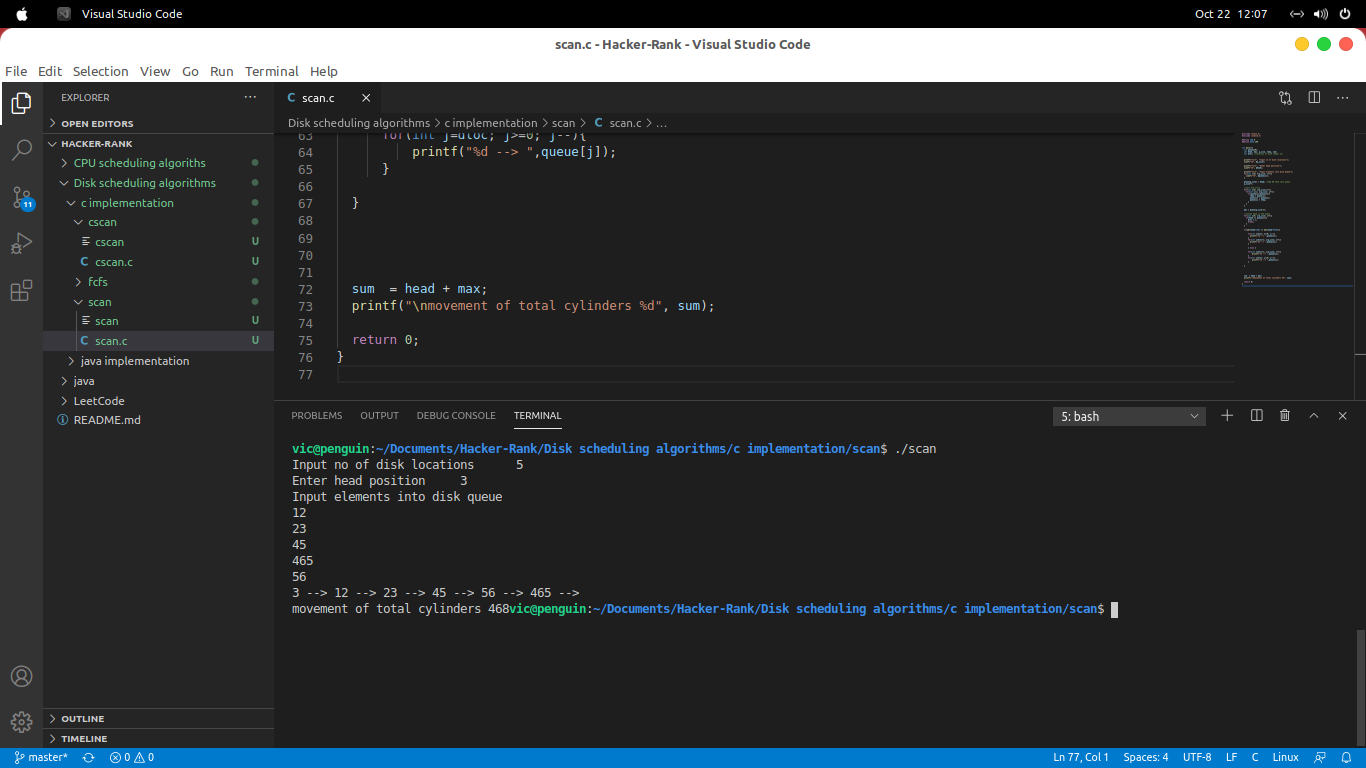 Visual Studio Code
Oct 22 12:07
scan.c - Hacker-Rank - Visual Studio Code
File Edit Selection View Go Run Terminal Help
EXPLORER
OPEN EDITORS
HACKER-RANK
CPU scheduling algoriths
Disk scheduling algorithms
c implementation
cscan
cscan U
C cscan.c U
fcfs
scan
scan U
C scan.c U
java implementation
java
LeetCode
README.md
OUTLINE
TIMELINE
11
C scan.c
Disk scheduling algorithms > c implementation > scan > C scan.c > ...
63 for(int j=dloc; j>=0; j--){
64 printf("%d --> ",queue[j]);
65 }
66
67 }
68
69
70
71
72 sum  = head + max;
73 printf("\nmovement of total cylinders %d", sum);
74
75 return 0;
76 }
77
PROBLEMS OUTPUT DEBUG CONSOLE TERMINAL
5: bash
vic@penguin:~/Documents/Hacker-Rank/Disk scheduling algorithms/c implementation/scan$ ./scan
Input no of disk locations      5
Enter head position     3
Input elements into disk queue
12
23
45
465
56
3 --> 12 --> 23 --> 45 --> 56 --> 465 -->
movement of total cylinders 468vic@penguin:~/Documents/Hacker-Rank/Disk scheduling algorithms/c implementation/scan$
master* 0 0
Ln 77, Col 1 Spaces: 4 UTF-8 LF C Linux